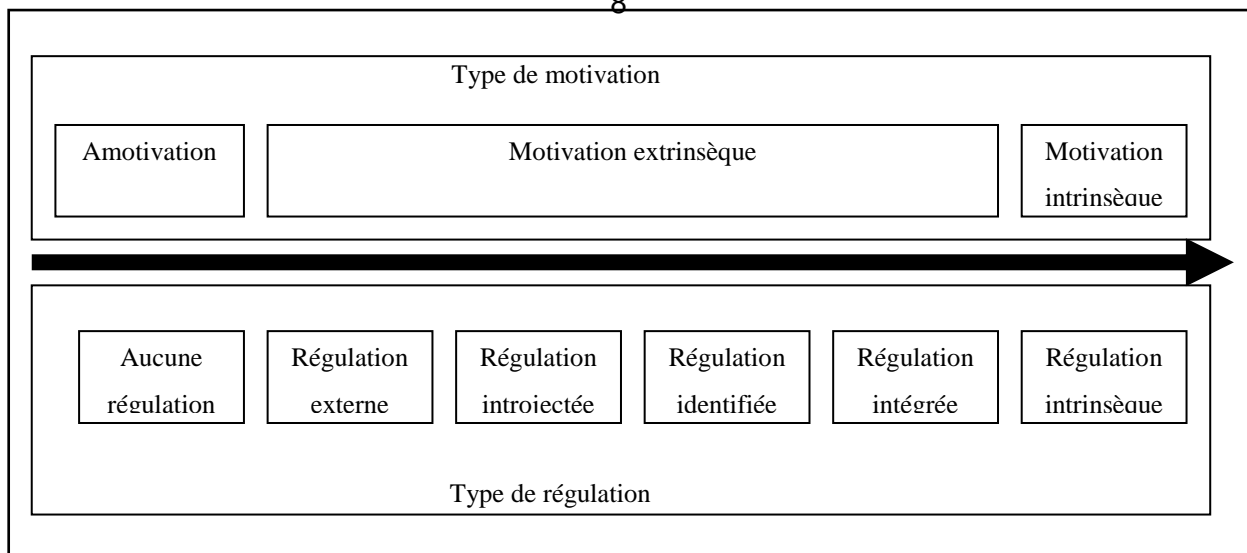 8
Type de motivation
Amotivation
Motivation extrinsèque
Motivation
intrinsèque
Aucune
régulation
Régulation
externe
Régulation
introjectée
Régulation
identifiée
Régulation
intégrée
Régulation
intrinsèque
Type de régulation